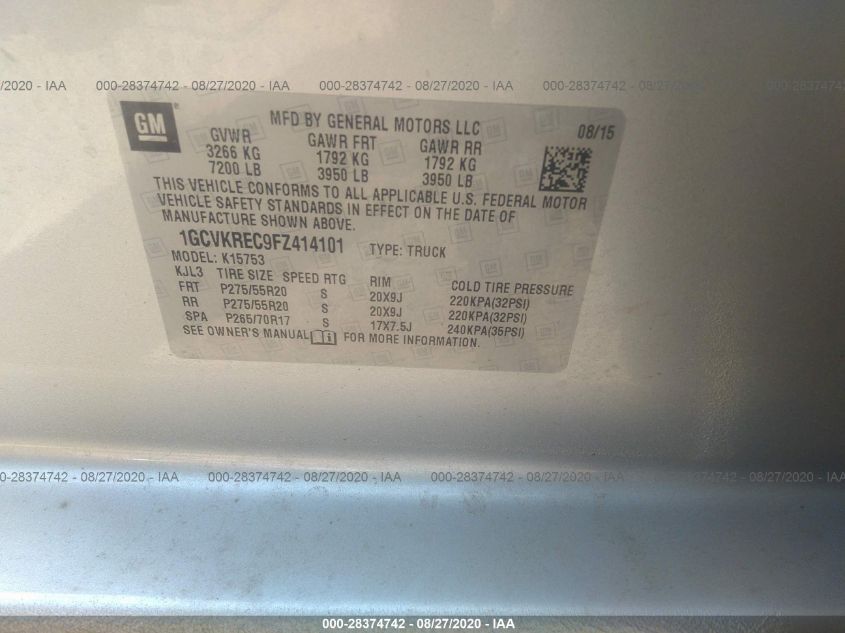 /2020 - IAA 000-28374742 - 08/27/2020 - IAA 000-28374742 - 08/27/2020 - IAA 000-28374742 - 08/27/2020 - IAA
GM
MFD BY GENERAL MOTORS LLC 08/15
GVWR GAWR FRT GAWR RR
3266 KG 1792 KG 1792 KG
7200 LB 3950 LB 3950 LB
THIS VEHICLE CONFORMS TO ALL APPLICABLE U.S. FEDERAL MOTOR
VEHICLE SAFETY STANDARDS IN EFFECT ON THE DATE OF
MANUFACTURE SHOWN ABOVE.
1GCVKREC9FZ414101 TYPE: TRUCK
MODEL: K15753
KJL3 TIRE SIZE SPEED RTG RIM COLD TIRE PRESSURE
FRT P275/55R20 S 20X9J 220KPA(32PSI)
RR P275/55R20 S 20X9J 220KPA(32PSI)
SPA P265/70R17 S 17X7.5J 240KPA(35PSI)
SEE OWNER'S MANUAL FOR MORE INFORMATION.
0-28374742 - 08/27/2020 - IAA 000-28374742 - 08/27/2020 - IAA 000-28374742 - 08/27/2020 - IAA 000-28374742 - 08/27/2020
000-28374742 - 08/27/2020 - IAA